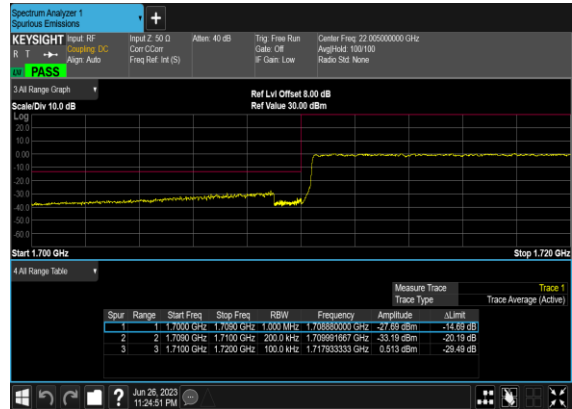 Spectrum Analyzer 1
Spurious Emissions
KEYSIGHT Input: RF Input Z: 50 Ω Atten: 40 dB Trig: Free Run Center Freq: 22.005000000 GHz
R T Coupling: DC Corr CCorr Gate: Off Avg|Hold: 100/100
Align: Auto Freq Ref: Int (S) IF Gain: Low Radio Std: None
LW PASS
3 All Range Graph
Ref Lvl Offset 8.00 dB
Scale/Div 10.0 dB Ref Value 30.00 dBm
Log
20.0
10.0
0.00
-10.0
-20.0
-30.0
-40.0
-50.0
-60.0
Start 1.700 GHz Stop 1.720 GHz
4 All Range Table
Measure Trace Trace 1
Trace Type Trace Average (Active)
Spur Range Start Freq Stop Freq RBW Frequency Amplitude ΔLimit
1 1 1.7000 GHz 1.7090 GHz 1.000 MHz 1.708880000 GHz -27.69 dBm -14.69 dB
2 2 1.7090 GHz 1.7100 GHz 200.0 kHz 1.709991667 GHz -33.19 dBm -20.19 dB
3 3 1.7100 GHz 1.7200 GHz 100.0 kHz 1.717933333 GHz 0.513 dBm -29.49 dB
Jun 26, 2023
11:24:51 PM